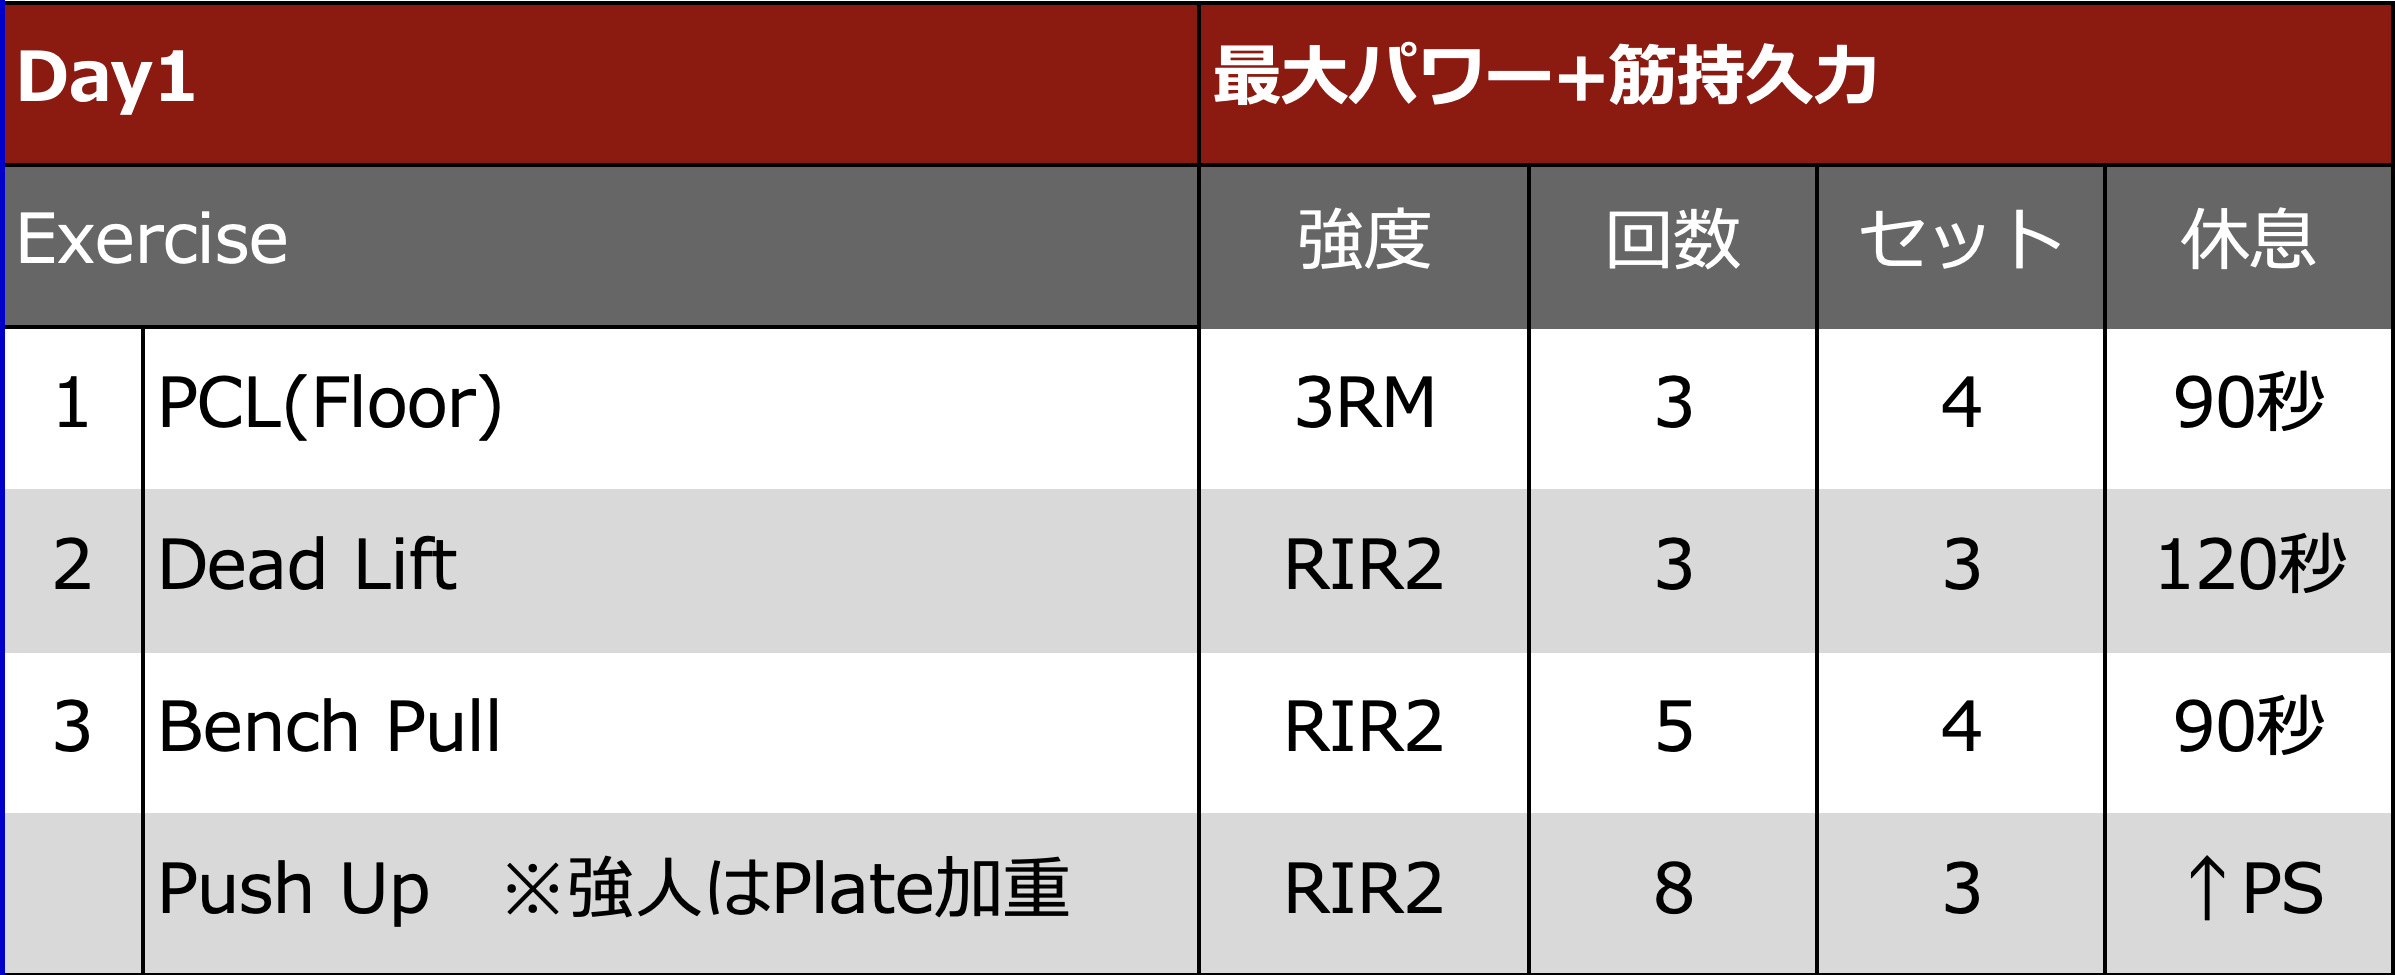 Day1 最大パワー+筋持久力
Exercise 強度 回数 セット 休息
1 PCL(Floor) 3RM 3 4 90秒
2 Dead Lift RIR2 3 3 120秒
3 Bench Pull RIR2 5 4 90秒
Push Up ※強人はPlate加重 RIR2 8 3 ↑PS